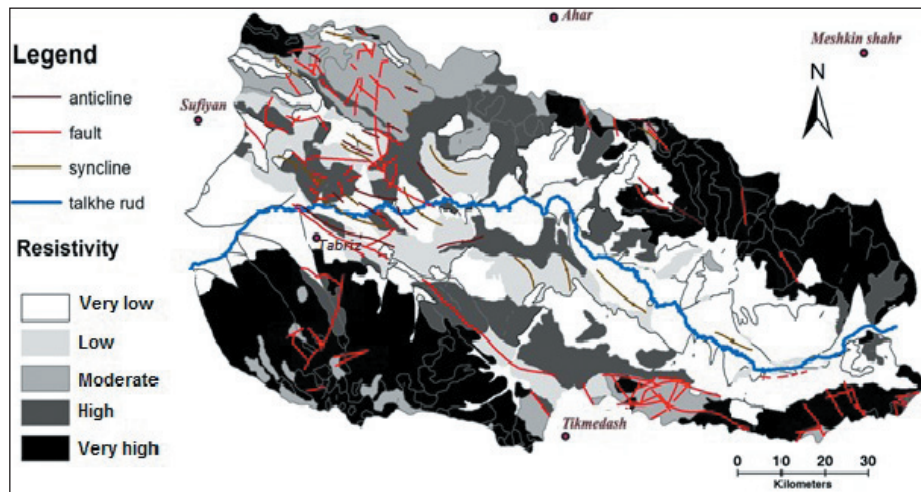 Ahar
Meshkin shahr
Legend
anticline
fault
syncline
talkhe rud
Sufiyan
N
Tabriz
Resistivity
Very low
Low
Moderate
High
Very high
Tikmedash
0 10 20 30
Kilometers